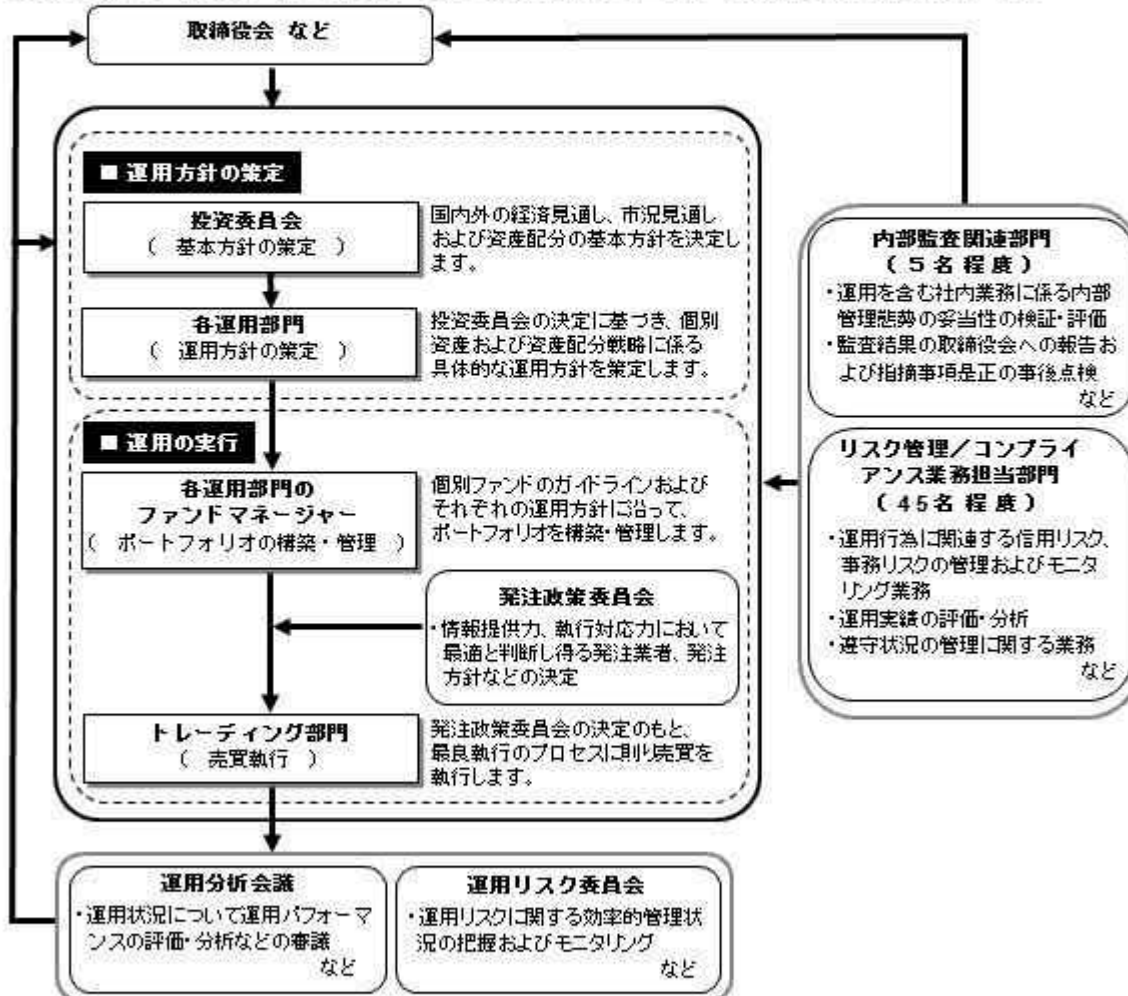 取締役会 など
■ 運用方針の策定
投資委員会
( 基本方針の策定 )
国内外の経済見通し、市況見通し
および資産配分の基本方針を決定し
ます。
各運用部門
( 運用方針の策定 )
投資委員会の決定に基づき、個別
資産および資産配分戦略に係る
具体的な運用方針を策定します。
■ 運用の実行
各運用部門の
ファンドマネージャー
( ポートフォリオの構築・管理 )
個別ファンドのガイドラインおよび
それぞれの運用方針に沿って、
ポートフォリオを構築・管理します。
発注政策委員会
・情報提供力、執行対応力において
最適と判断し得る発注業者、発注
方針などの決定
トレーディング部門
( 売買執行 )
発注政策委員会の決定のもと、
最良執行のプロセスに則り売買を
執行します。
運用分析会議
・運用状況について運用パフォーマ
ンスの評価・分析などの審議
など
運用リスク委員会
・運用リスクに関する効率的管理状
況の把握およびモニタリング
など
内部監査関連部門
( 5名程度 )
・運用を含む社内業務に係る内部
管理態勢の妥当性の検証・評価
・監査結果の取締役会への報告お
よび指摘事項是正の事後点検
など
リスク管理/コンプライ
アンス業務担当部門
( 45名程度 )
・運用行為に関連する信用リスク、
事務リスクの管理およびモニタ
リング業務
・運用実績の評価・分析
・遵守状況の管理に関する業務
など